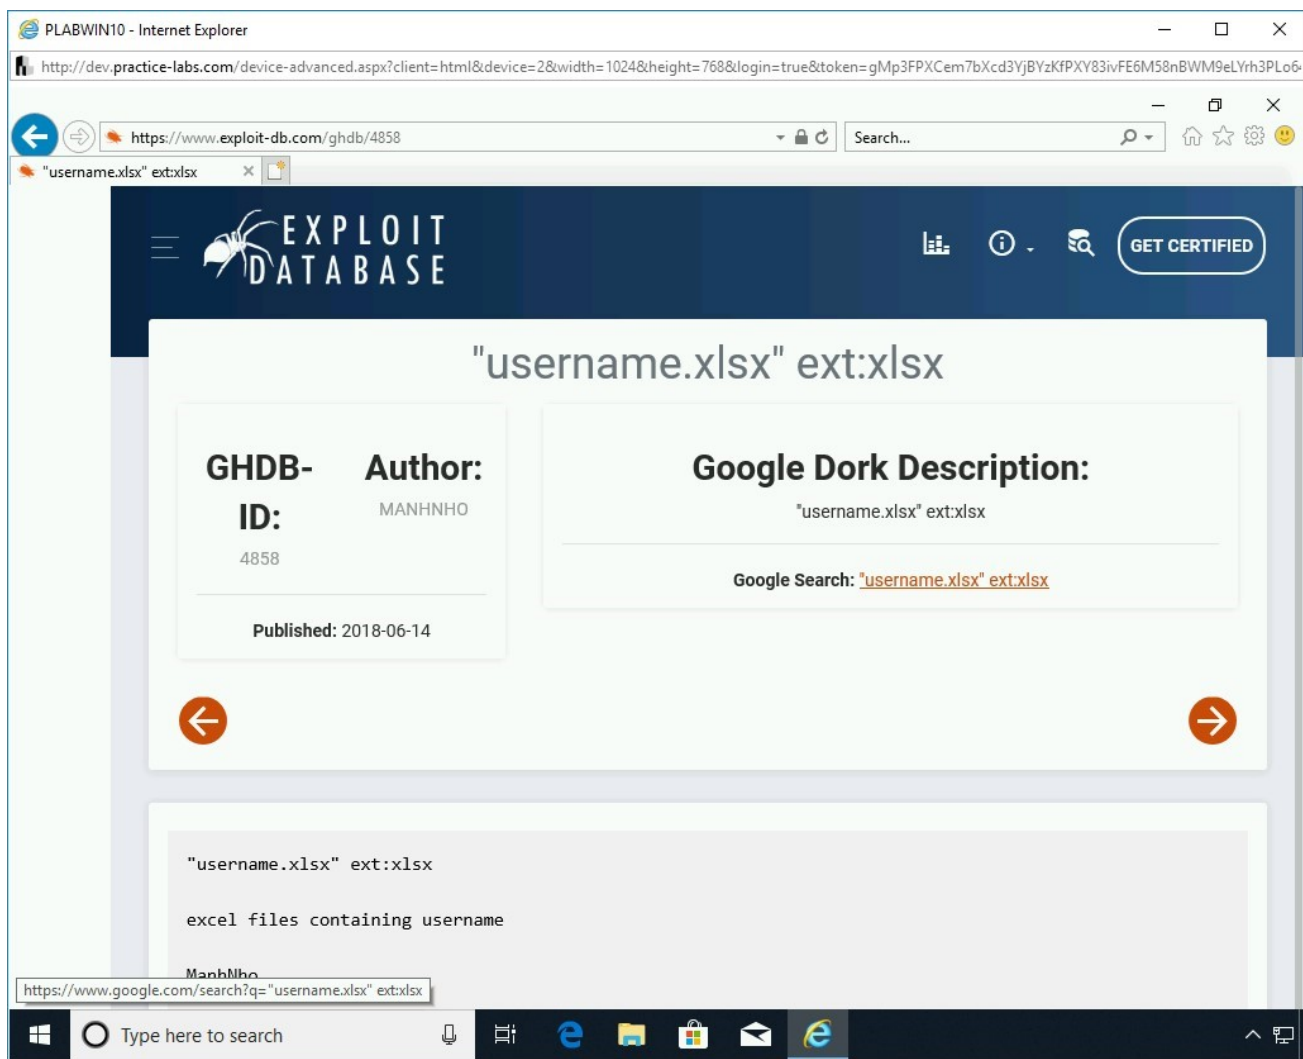 PLABWIN10 - Internet Explorer
http://dev.practice-labs.com/device-advanced.aspx?client=html&device=2&width=1024&height=768&login=true&token=gMp3FPXCem7bXcd3YjBYzKfPXY83ivFE6M58nBWM9eLYrh3PLo6
https://www.exploit-db.com/ghdb/4858
Search...
"username.xlsx" ext:xlsx
EXPLOIT
DATABASE
GET CERTIFIED
"username.xlsx" ext:xlsx
GHDB-
ID:
4858
Author:
MANHNHO
Published: 2018-06-14
Google Dork Description:
"username.xlsx" ext:xlsx
Google Search: "username.xlsx" ext:xlsx
"username.xlsx" ext:xlsx
excel files containing username
ManhNho
https://www.google.com/search?q="username.xlsx" ext:xlsx
Type here to search